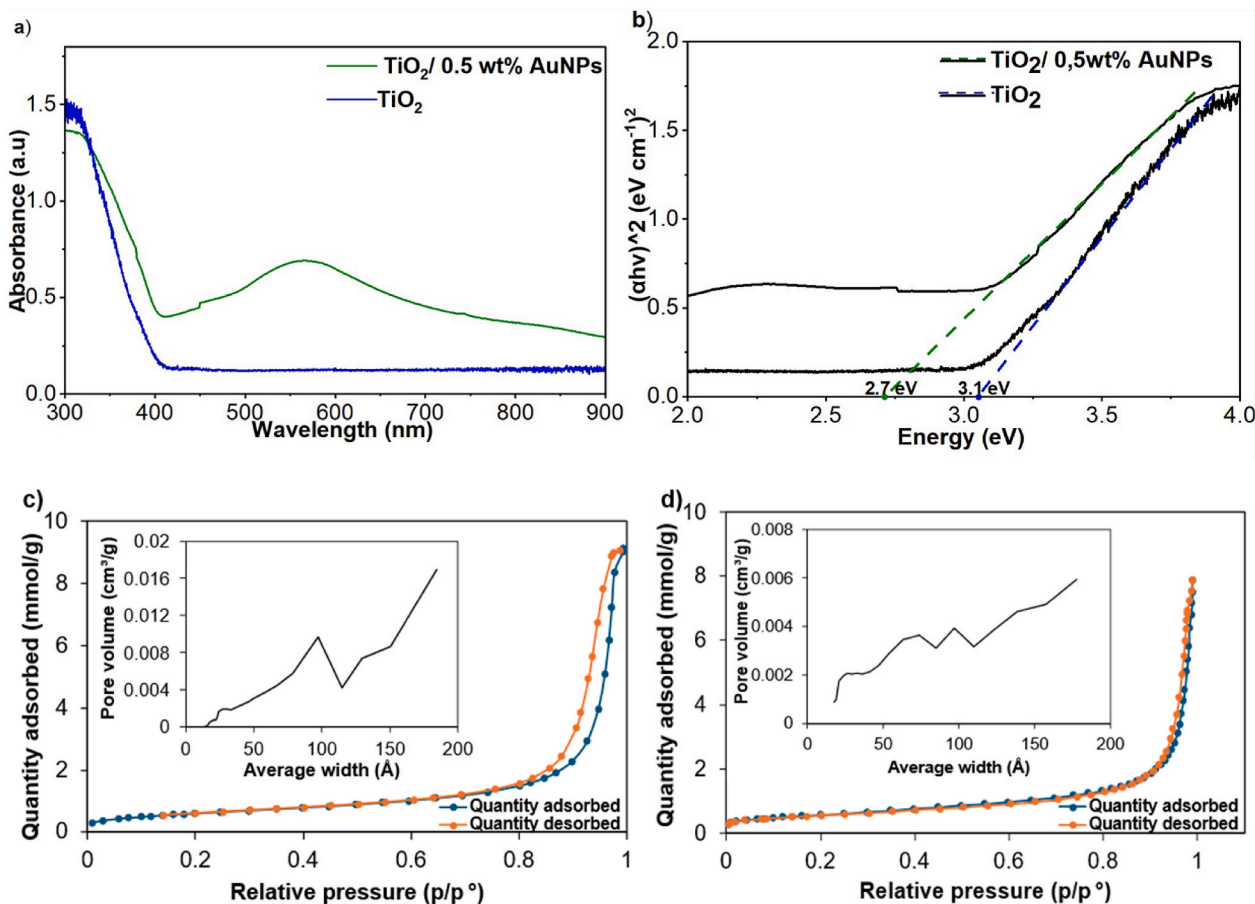 a)
TiO₂/ 0.5 wt% AuNPs
TiO₂
Absorbance (a.u)
1.5
1.0
0.5
0.0
300 400 500 600 700 800 900
Wavelength (nm)
b)
TiO₂/ 0,5wt% AuNPs
TiO₂
(αhv)^2 (eV cm⁻¹)²
2.0
1.5
1.0
0.5
0.0
2.7 eV 3.1 eV
2.0 2.5 3.0 3.5 4.0
Energy (eV)
c)
Quantity adsorbed (mmol/g)
10
8
6
4
2
0
Pore volume (cm³/g)
0.02
0.016
0.012
0.008
0.004
0
0 50 100 150 200
Average width (Å)
Quantity adsorbed
Quantity desorbed
0 0.2 0.4 0.6 0.8 1
Relative pressure (p/p °)
d)
Quantity adsorbed (mmol/g)
10
8
6
4
2
0
Pore volume (cm³/g)
0.008
0.006
0.004
0.002
0
0 50 100 150 200
Average width (Å)
Quantity adsorbed
Quantity desorbed
0 0.2 0.4 0.6 0.8 1
Relative pressure (p/p °)